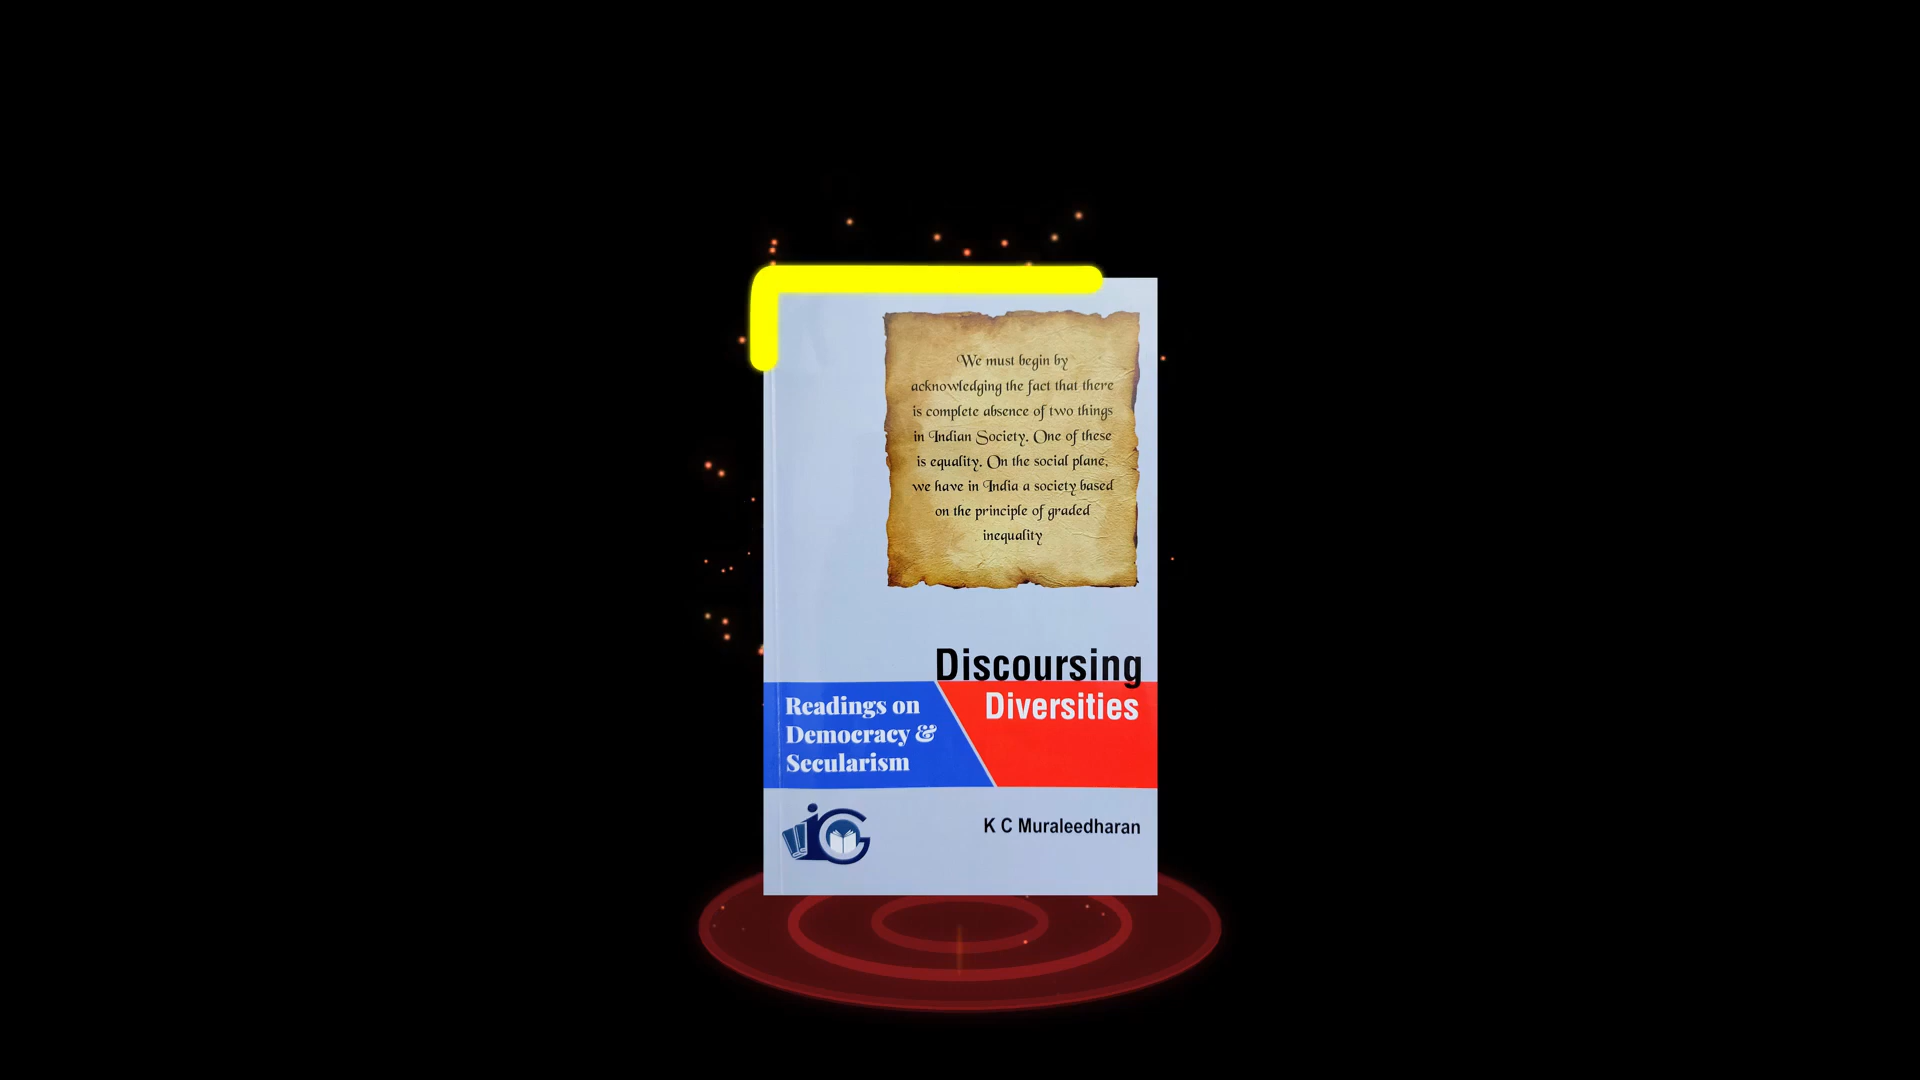 We must begin by
acknowledging the fact that there
is complete absence of two things
in Indian Society. One of these
is equality. On the social plane,
we have in India a society based
on the principle of graded
inequality
Discoursing
Diversities
Readings on
Democracy &
Secularism
iG
K C Muraleedharan